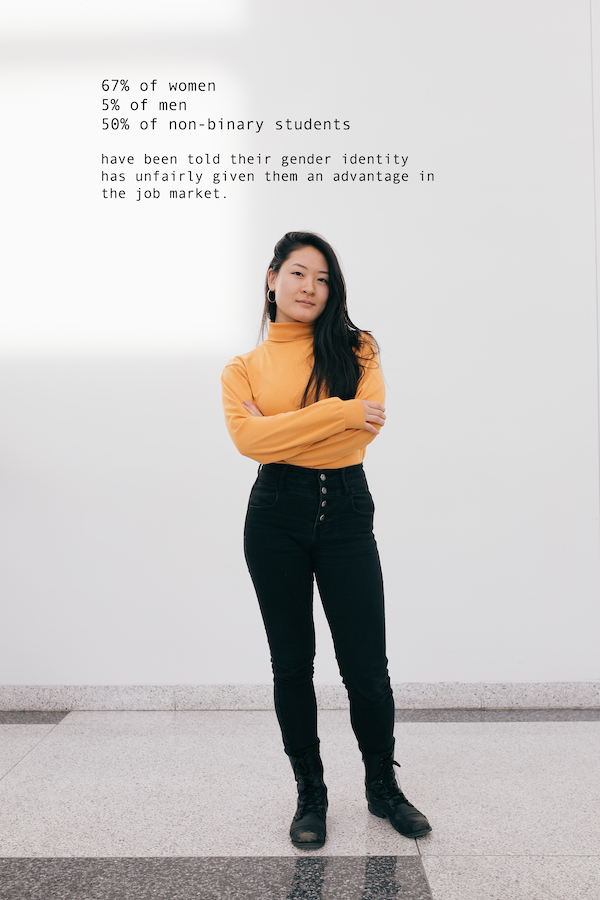 67% of women
5% of men
50% of non-binary students
have been told their gender identity
has unfairly given them an advantage in
the job market.